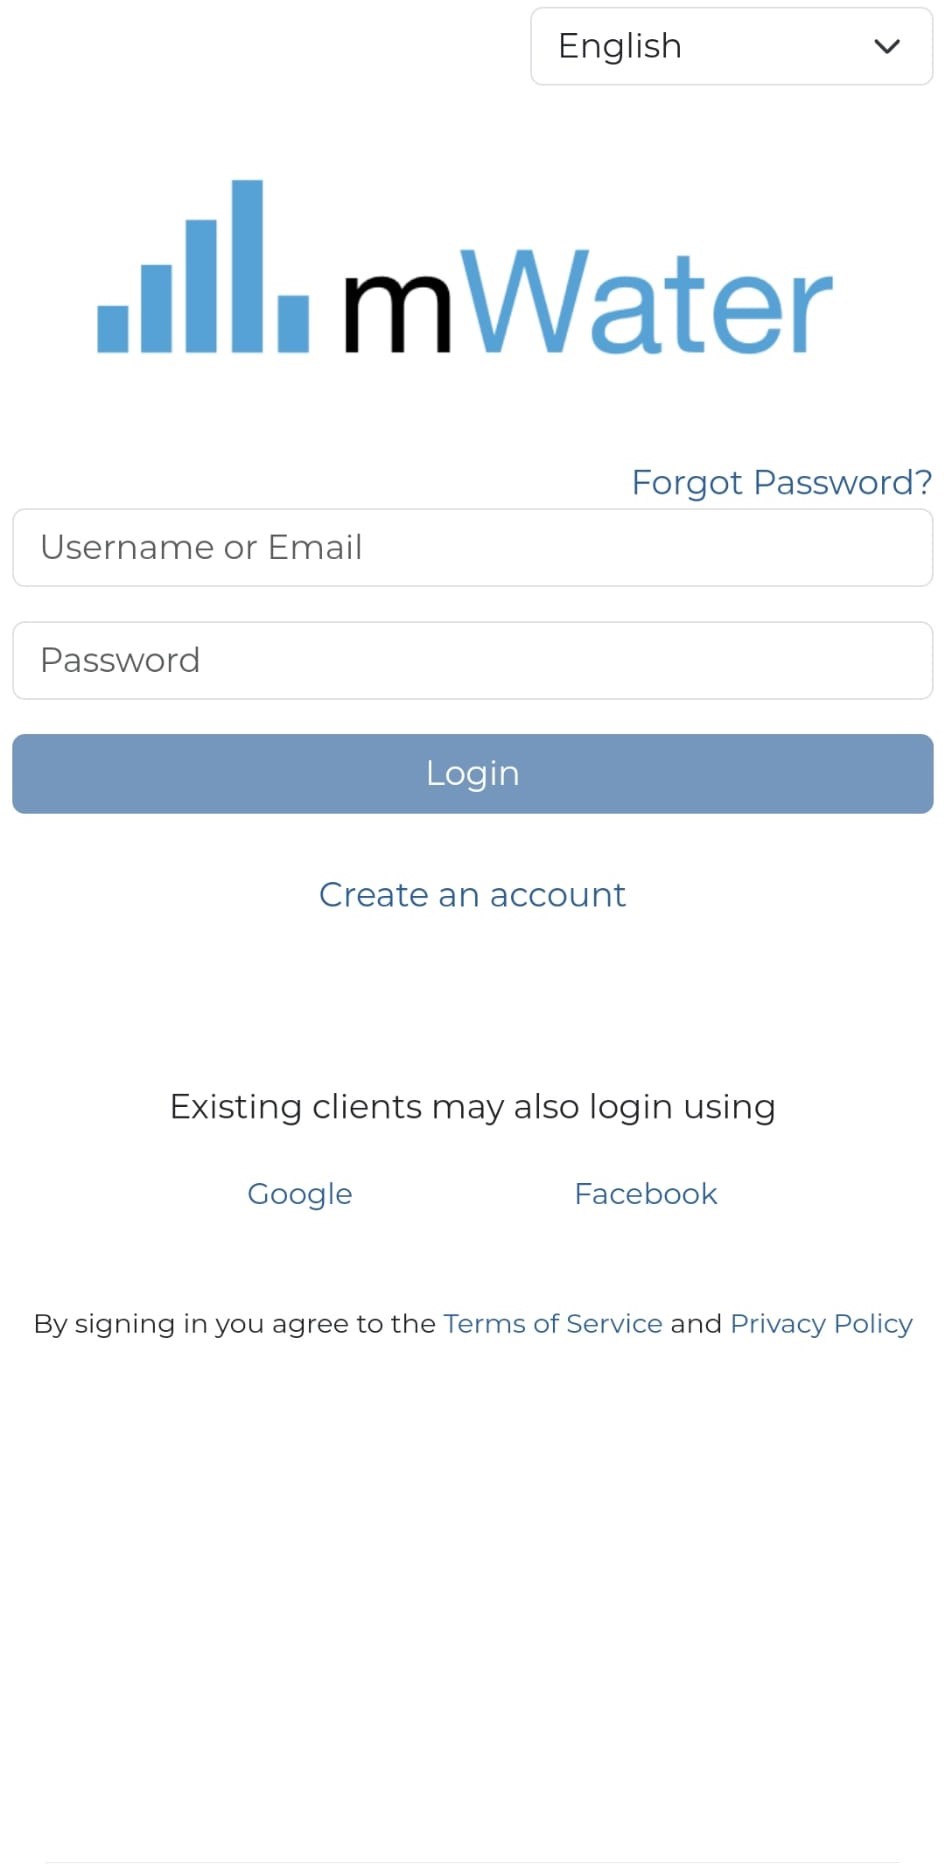 English
mWater
Forgot Password?
Username or Email
Password
Login
Create an account
Existing clients may also login using
Google Facebook
By signing in you agree to the Terms of Service and Privacy Policy